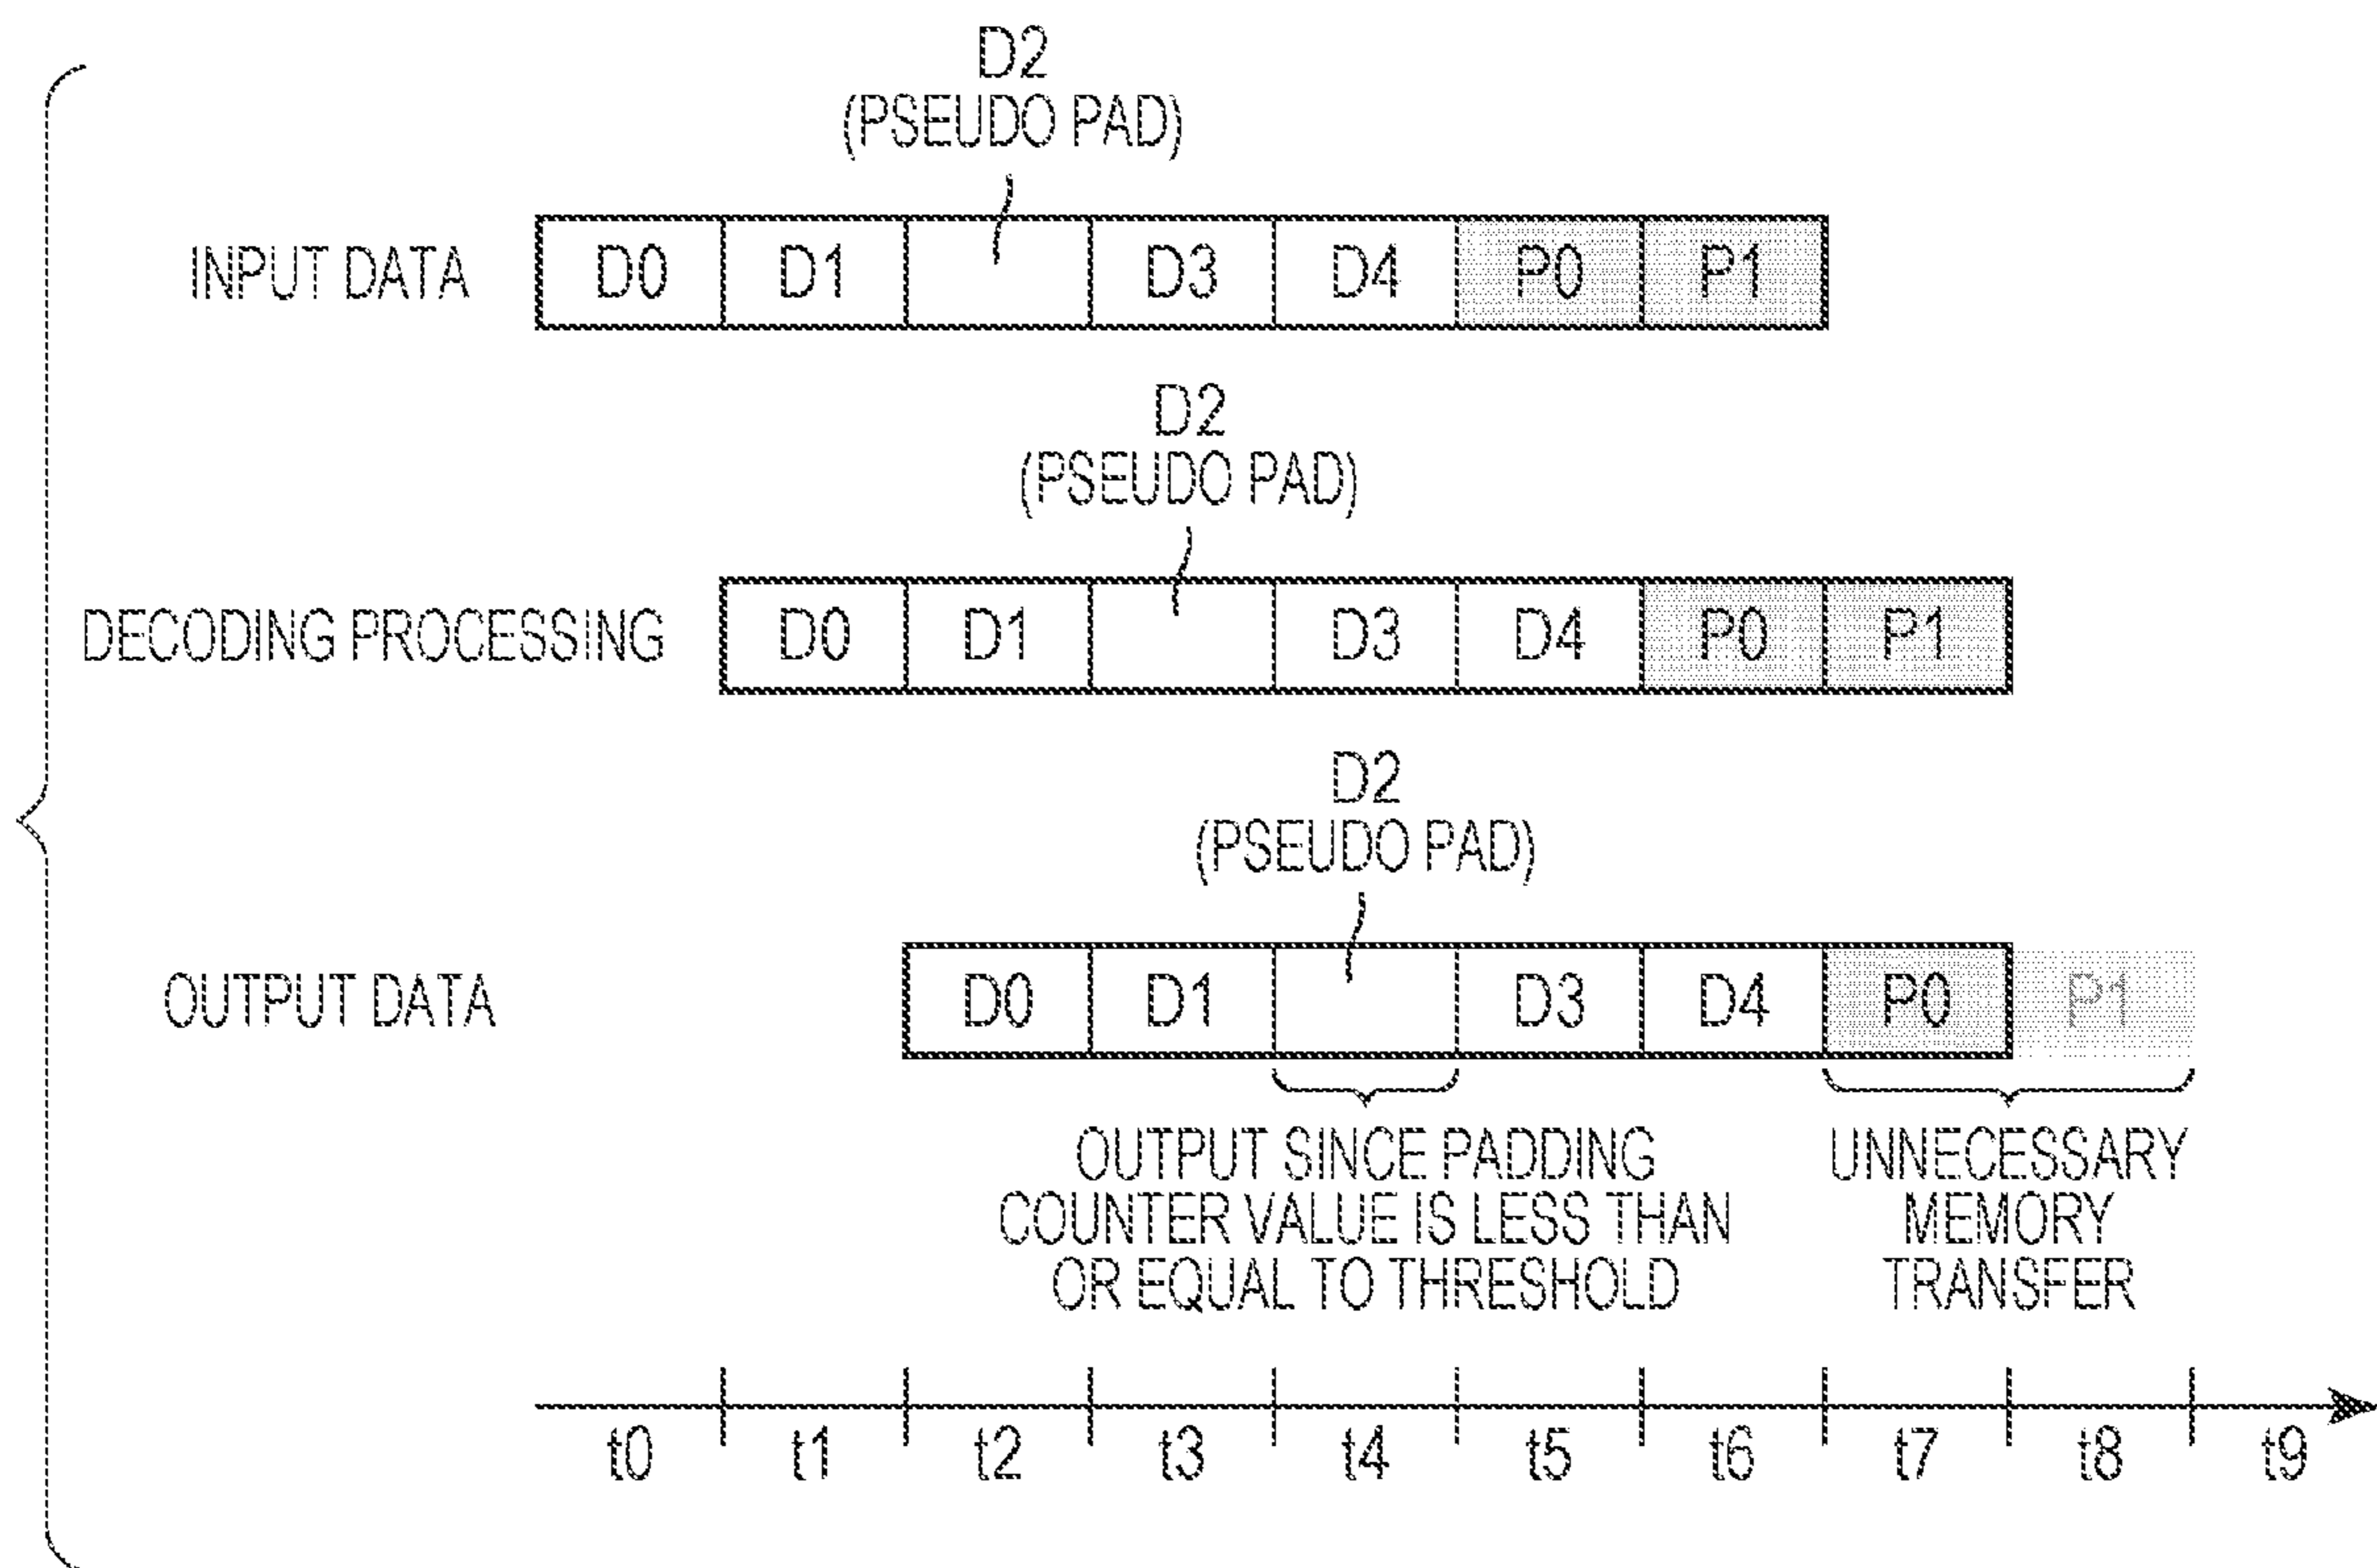 D2
(PSEUDO PAD)
INPUT DATA D0 D1 D3 D4 P0 P1
D2
(PSEUDO PAD)
DECODING PROCESSING D0 D1 D3 D4 P0 P1
D2
(PSEUDO PAD)
OUTPUT DATA D0 D1 D3 D4 P0 P1
OUTPUT SINCE PADDING
COUNTER VALUE IS LESS THAN
OR EQUAL TO THRESHOLD
UNNECESSARY
MEMORY
TRANSFER
t0 t1 t2 t3 t4 t5 t6 t7 t8 t9